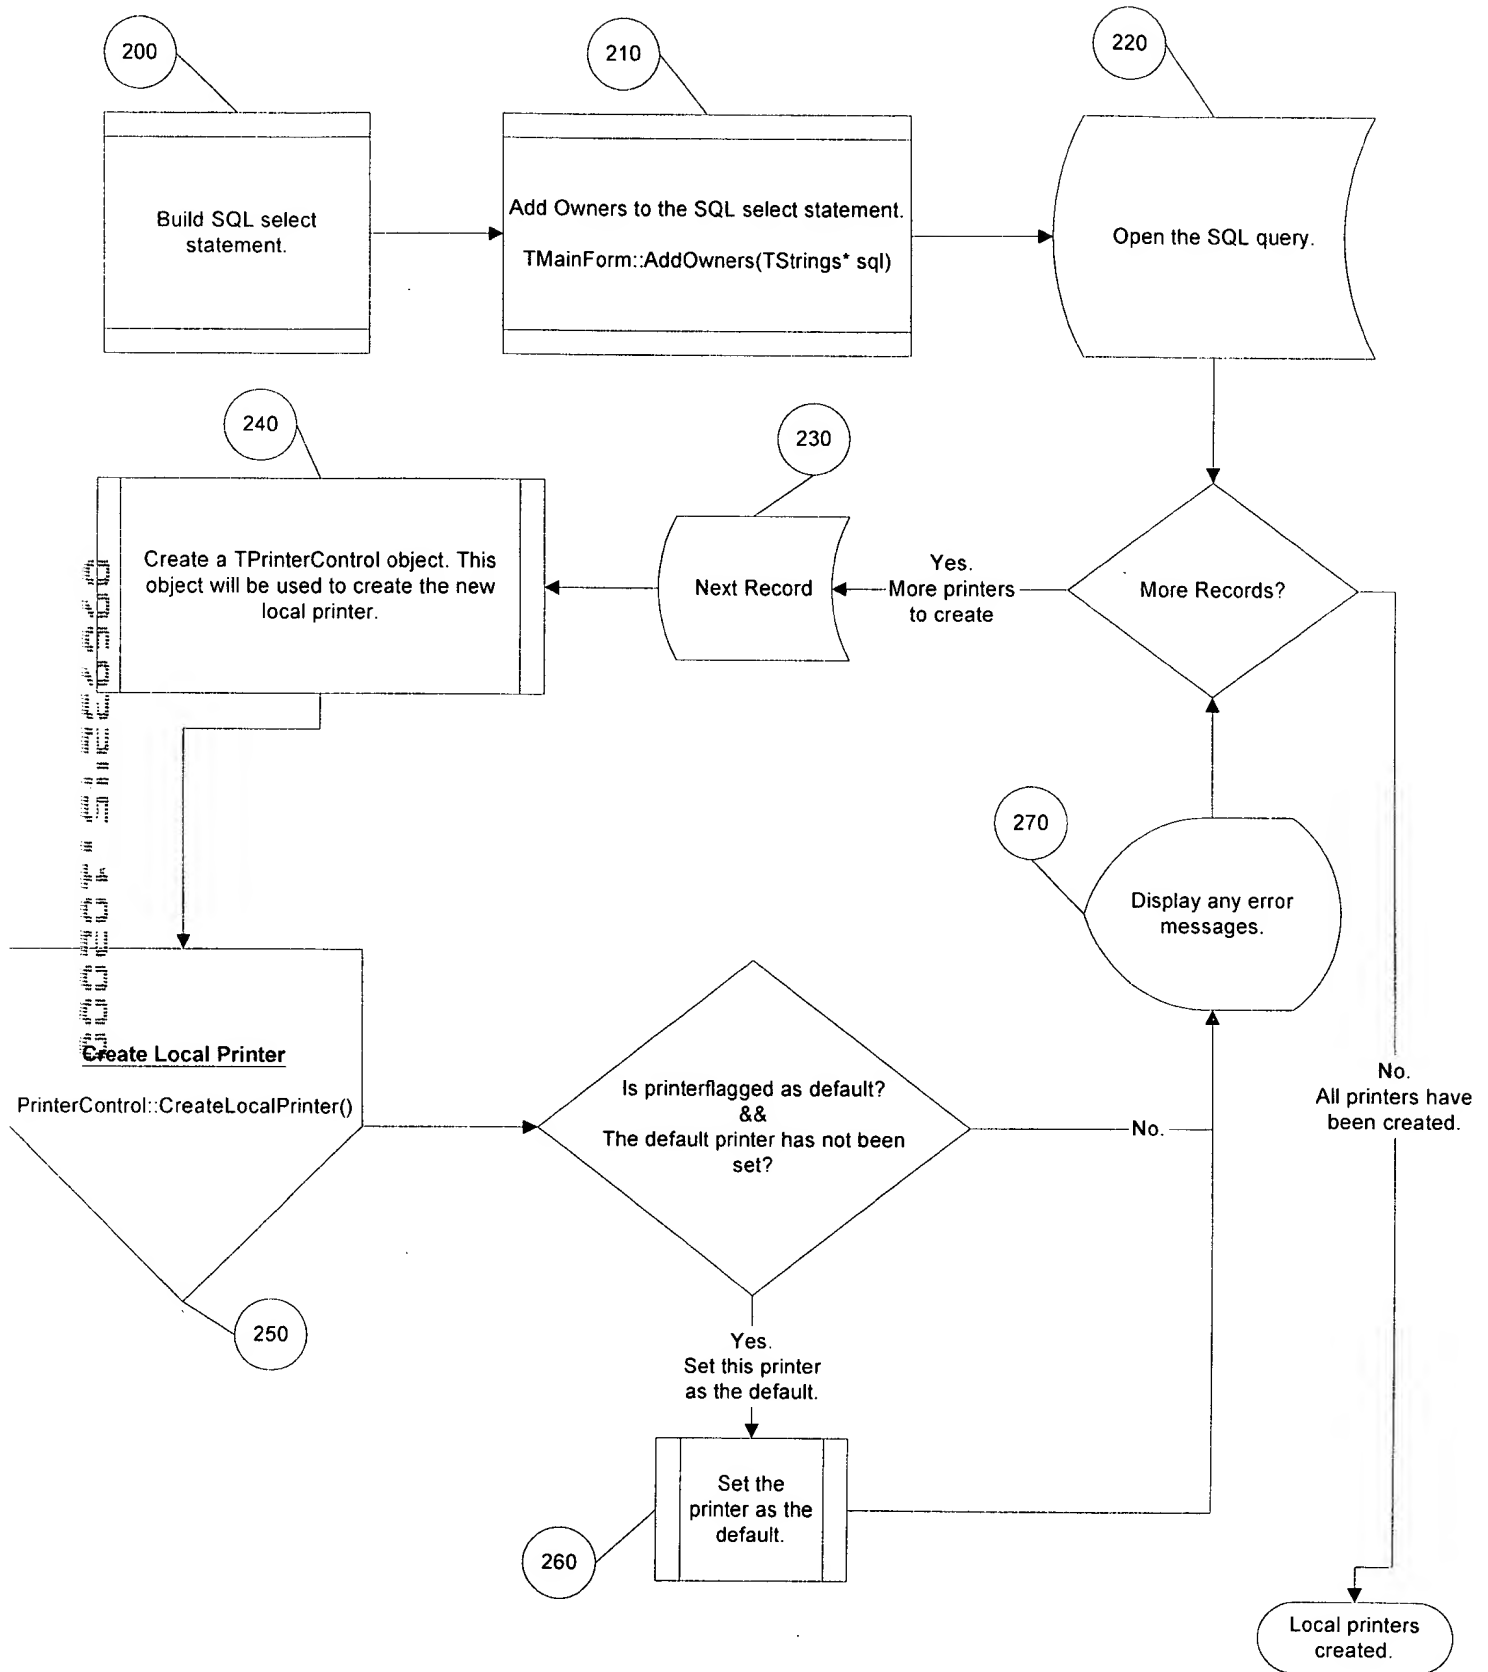 200
210
220
Build SQL select
statement.
Add Owners to the SQL select statement.
TMainForm::AddOwners(TStrings* sql)
Open the SQL query.
240
230
Create a TPrinterControl object. This
object will be used to create the new
local printer.
Next Record
Yes.
More printers
to create
More Records?
270
Display any error
messages.
Create Local Printer
PrinterControl::CreateLocalPrinter()
Is printerflagged as default?
&&
The default printer has not been
set?
No.
No.
All printers have
been created.
250
Yes.
Set this printer
as the default.
Set the
printer as the
default.
260
Local printers
created.